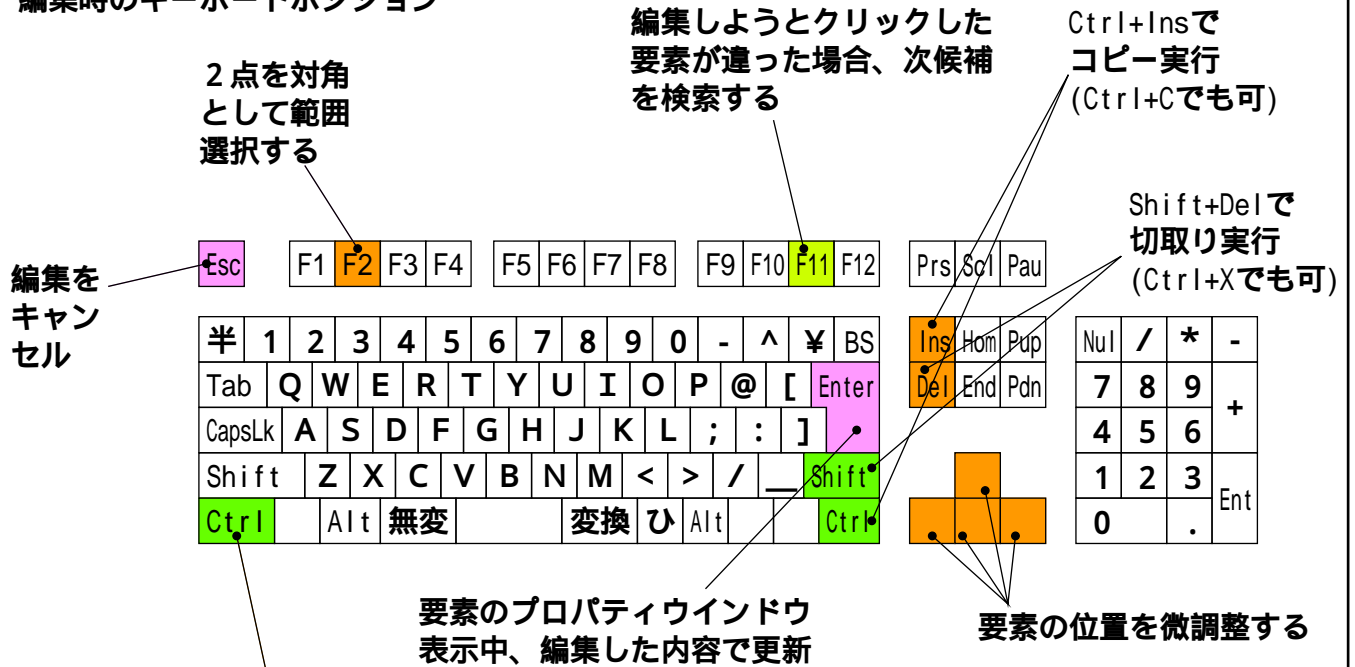 編集時のキーボードポジション
編集しようとクリックした
要素が違った場合、次候補
を検索する
Ctrl+Insで
コピー実行
(Ctrl+Cでも可)
２点を対角
として範囲
選択する
Shift+Delで
切取り実行
(Ctrl+Xでも可)
編集を
キャン
セル
Esc F1 F2 F3 F4 F5 F6 F7 F8 F9 F10 F11 F12 Prs Scl Pau
半 1 2 3 4 5 6 7 8 9 0 - ^ ¥ BS Ins Hom Pup Nul / * -
Tab Q W E R T Y U I O P @ [ Enter Del End Pdn 7 8 9 +
CapsLk A S D F G H J K L ; : ] 4 5 6
Shift Z X C V B N M < > / _ Shift 1 2 3 Ent
Ctrl Alt 無変 変換 ひ Alt Ctrl 0 .
要素のプロパティウインドウ
表示中、編集した内容で更新
要素の位置を微調整する